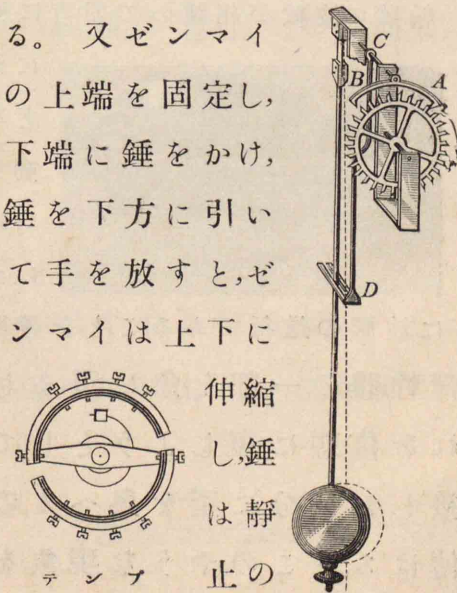 る。又ゼンマイ
の上端を固定し,
下端に錘をかけ,
錘を下方に引い
て手を放すと,ゼ
ンマイは上下に
伸縮
し,錘
は靜
止の
テンプ
C
B
A
D